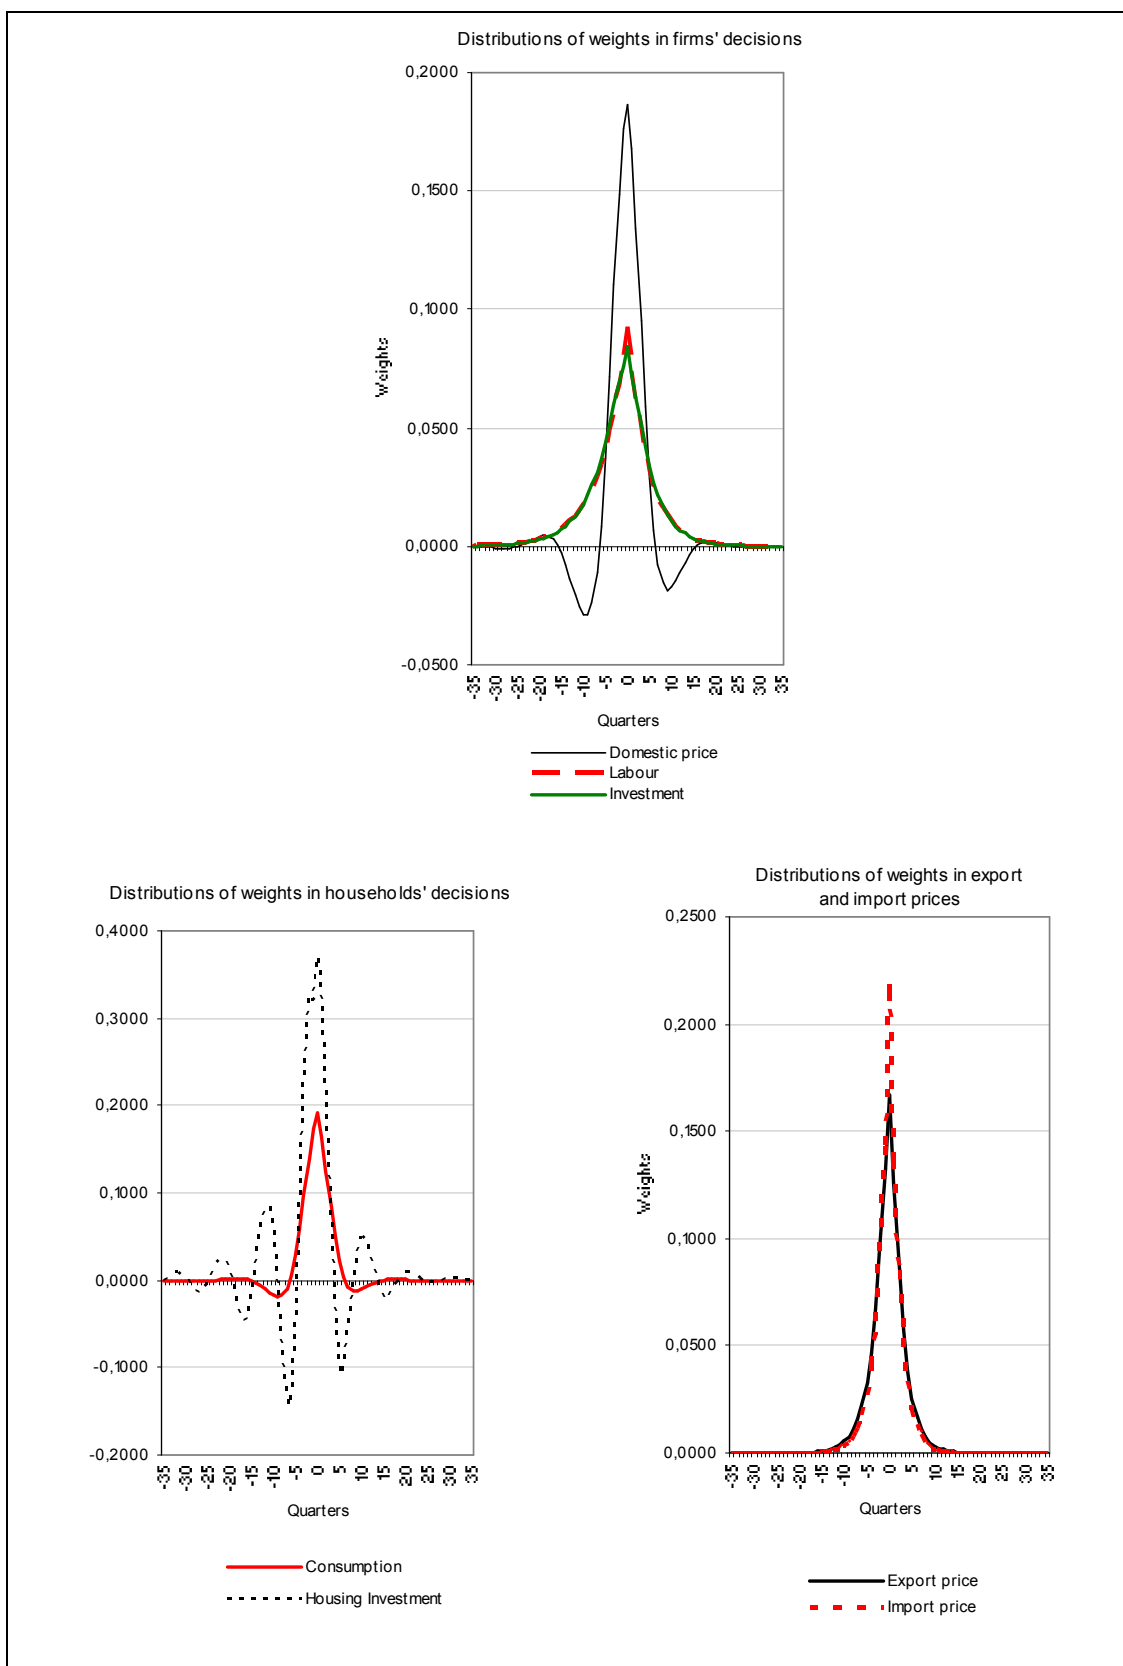 Distributions of weights in firms' decisions
0,2000
0,1500
0,1000
0,0500
0,0000
-0,0500
Weights
-35 -30 -25 -20 -15 -10 -5 0 5 10 15 20 25 30 35
Quarters
Domestic price
Labour
Investment
Distributions of weights in households' decisions
0,4000
0,3000
0,2000
0,1000
0,0000
-0,1000
-0,2000
-35 -30 -25 -20 -15 -10 -5 0 5 10 15 20 25 30 35
Quarters
Consumption
Housing Investment
Distributions of weights in export
and import prices
0,2500
0,2000
0,1500
0,1000
0,0500
0,0000
Weights
-35 -30 -25 -20 -15 -10 -5 0 5 10 15 20 25 30 35
Quarters
Export price
Import price